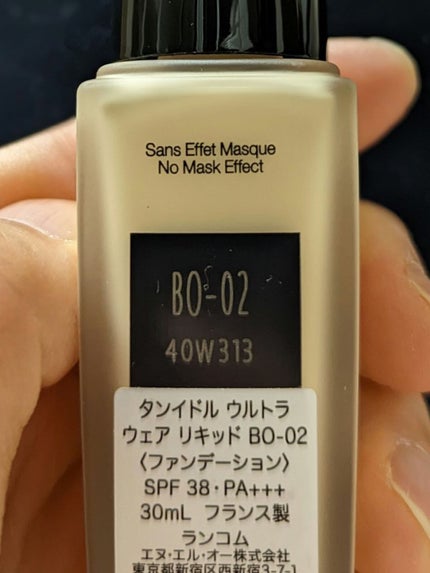 Sans Effet Masque
No Mask Effect
BO-02
40W313
タンイドル ウルトラ
ウェア リキッド BO-02
〈ファンデーション〉
SPF 38・PA+++
30mL フランス製
ランコム
エヌ・エル・オー株式会社
東京都新宿区西新宿3-7-1